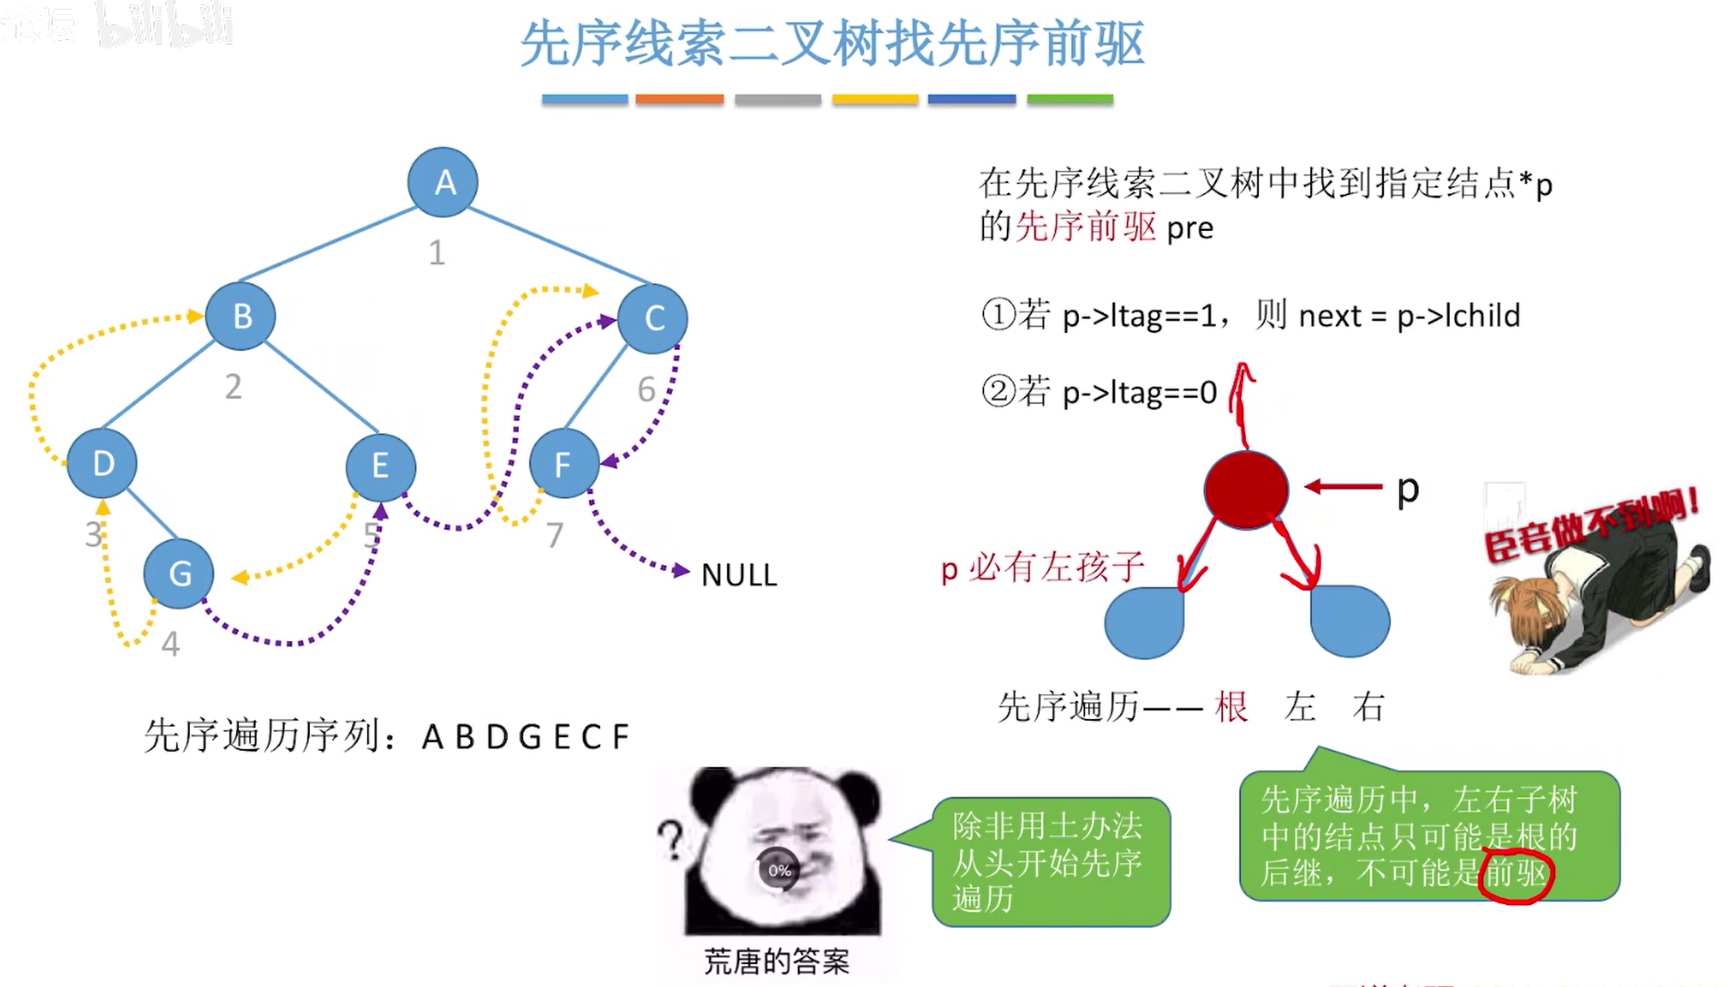 论坛 bilibili
先序线索二叉树找先序前驱
A
1
B
C
2
6
D
E
F
3
5
7
G
4
NULL
先序遍历序列：A B D G E C F
在先序线索二叉树中找到指定结点*p
的先序前驱 pre
①若 p->ltag==1，则 next = p->lchild
②若 p->ltag==0
p
p 必有左孩子
臣妾做不到啊！
先序遍历—— 根 左 右
先序遍历中，左右子树
中的结点只可能是根的
后继，不可能是前驱
?
0%
除非用土办法
从头开始先序
遍历
荒唐的答案